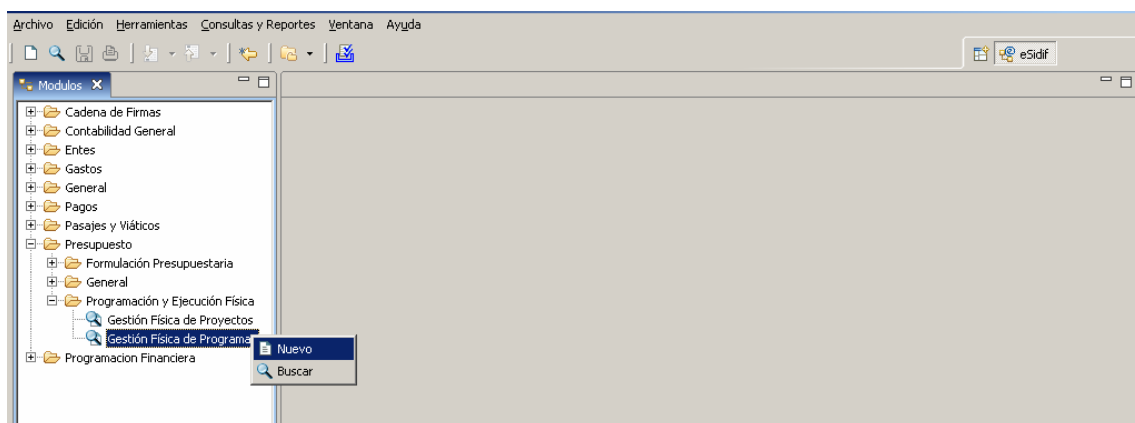 Archivo Edición Herramientas Consultas y Reportes Ventana Ayuda
eSidif
Modulos
Cadena de Firmas
Contabilidad General
Entes
Gastos
General
Pagos
Pasajes y Viáticos
Presupuesto
Formulación Presupuestaria
General
Programación y Ejecución Física
Gestión Física de Proyectos
Gestión Física de Programa
Nuevo
Programacion Financiera
Buscar